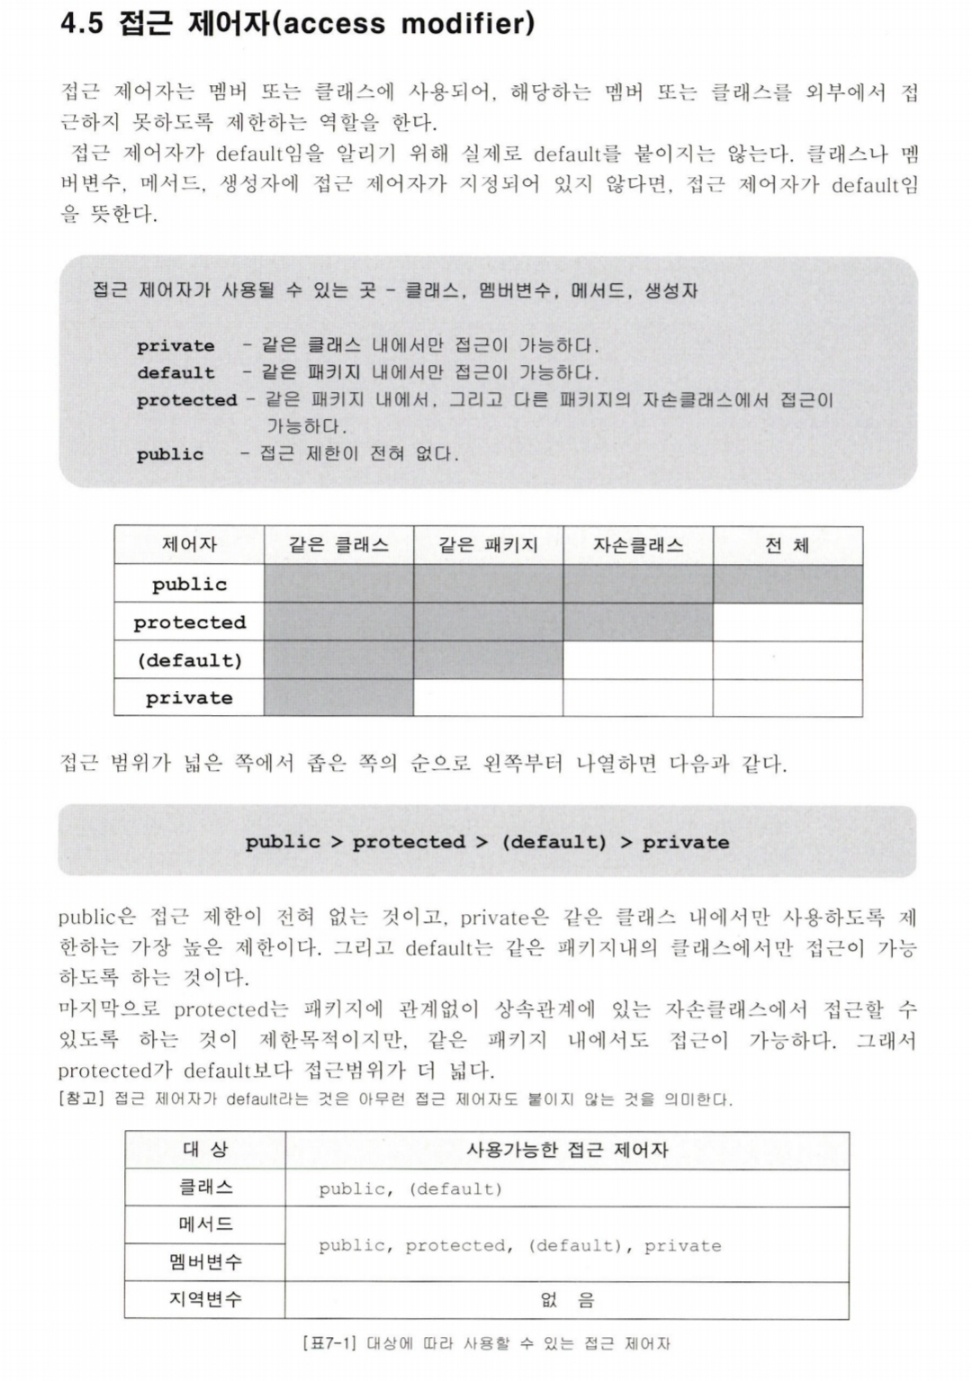 4.5 접근 제어자(access modifier)
접근 제어자는 멤버 또는 클래스에 사용되어, 해당하는 멤버 또는 클래스를 외부에서 접
근하지 못하도록 제한하는 역할을 한다.
접근 제어자가 default임을 알리기 위해 실제로 default를 붙이지는 않는다. 클래스나 멤
버변수, 메서드, 생성자에 접근 제어자가 지정되어 있지 않다면, 접근 제어자가 default임
을 뜻한다.
접근 제어자가 사용될 수 있는 곳 - 클래스, 멤버변수, 메서드, 생성자
private - 같은 클래스 내에서만 접근이 가능하다.
default - 같은 패키지 내에서만 접근이 가능하다.
protected - 같은 패키지 내에서, 그리고 다른 패키지의 자손클래스에서 접근이
가능하다.
public - 접근 제한이 전혀 없다.
제어자 같은 클래스 같은 패키지 자손클래스 전 체
public
protected
(default)
private
접근 범위가 넓은 쪽에서 좁은 쪽의 순으로 왼쪽부터 나열하면 다음과 같다.
public > protected > (default) > private
public은 접근 제한이 전혀 없는 것이고, private은 같은 클래스 내에서만 사용하도록 제
한하는 가장 높은 제한이다. 그리고 default는 같은 패키지내의 클래스에서만 접근이 가능
하도록 하는 것이다.
마지막으로 protected는 패키지에 관계없이 상속관계에 있는 자손클래스에서 접근할 수
있도록 하는 것이 제한목적이지만, 같은 패키지 내에서도 접근이 가능하다. 그래서
protected가 default보다 접근범위가 더 넓다.
[참고] 접근 제어자가 default라는 것은 아무런 접근 제어자도 붙이지 않는 것을 의미한다.
대 상 사용가능한 접근 제어자
클래스 public, (default)
메서드
public, protected, (default), private
멤버변수
지역변수 없 음
[표7-1] 대상에 따라 사용할 수 있는 접근 제어자